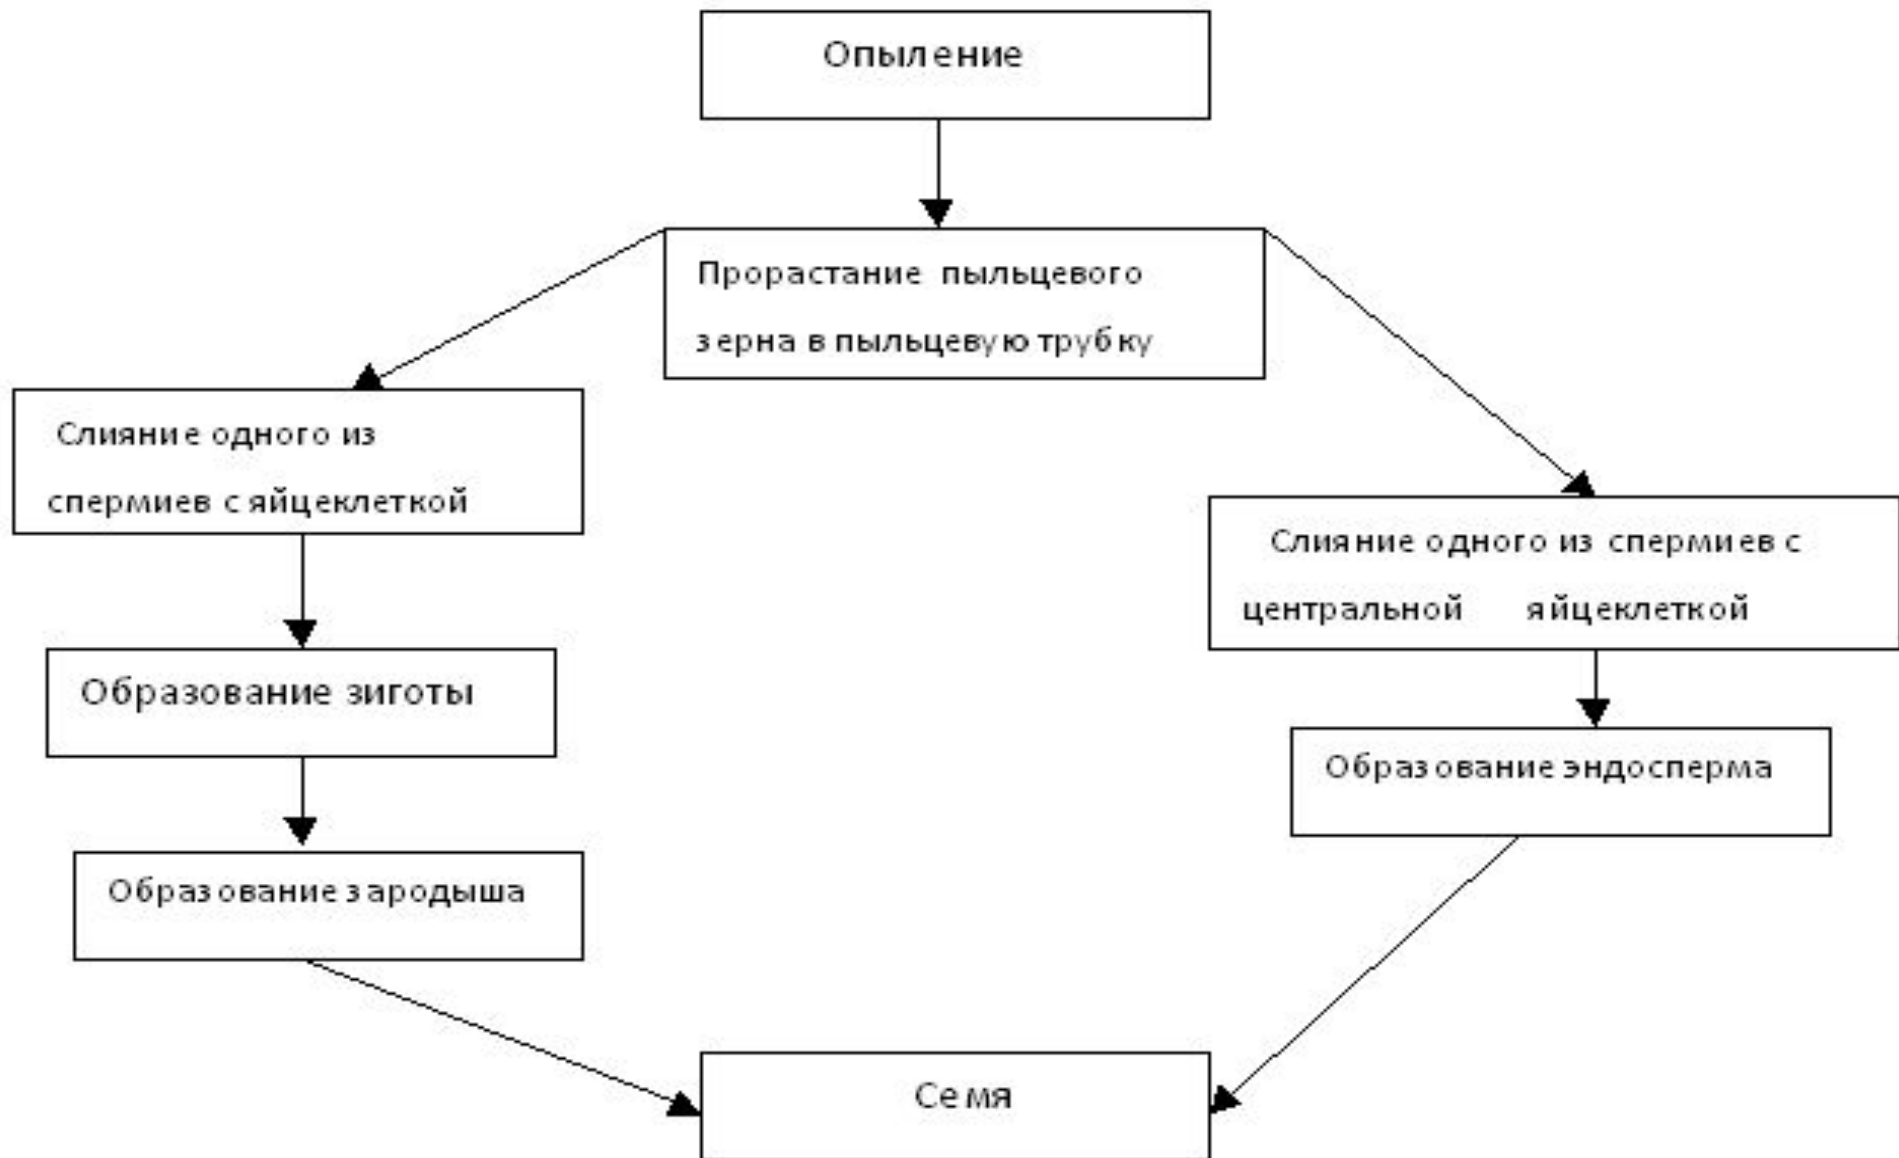 Опыление
Прорастание пыльцевого
зерна в пыльцевую трубку
Слияние одного из
спермиев с яйцеклеткой
Слияние одного из спермиев с
центральной яйцеклеткой
Образование зиготы
Образование эндосперма
Образование зародыша
Семя